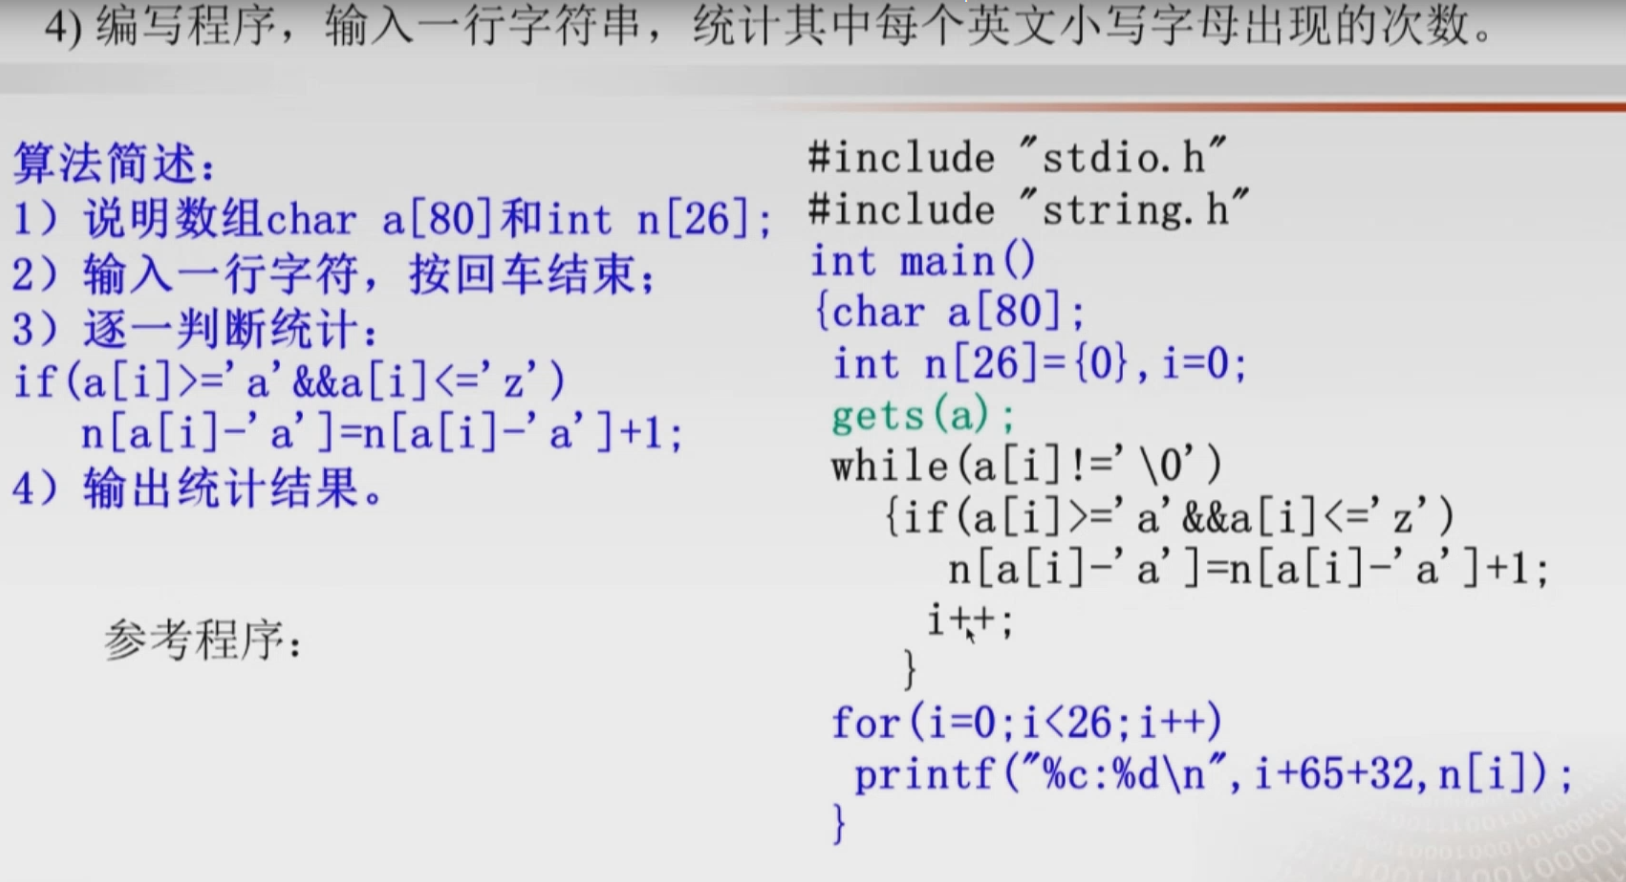 4) 编写程序，输入一行字符串，统计其中每个英文小写字母出现的次数。
算法简述：
1）说明数组char a[80]和int n[26];
2）输入一行字符，按回车结束；
3）逐一判断统计：
if(a[i]>='a'&&a[i]<='z')
n[a[i]-'a']=n[a[i]-'a']+1;
4）输出统计结果。
参考程序：
#include "stdio.h"
#include "string.h"
int main()
{char a[80];
int n[26]={0},i=0;
gets(a);
while(a[i]!='\0')
{if(a[i]>='a'&&a[i]<='z')
n[a[i]-'a']=n[a[i]-'a']+1;
i++;
}
for(i=0;i<26;i++)
printf("%c:%d\n",i+65+32,n[i]);
}